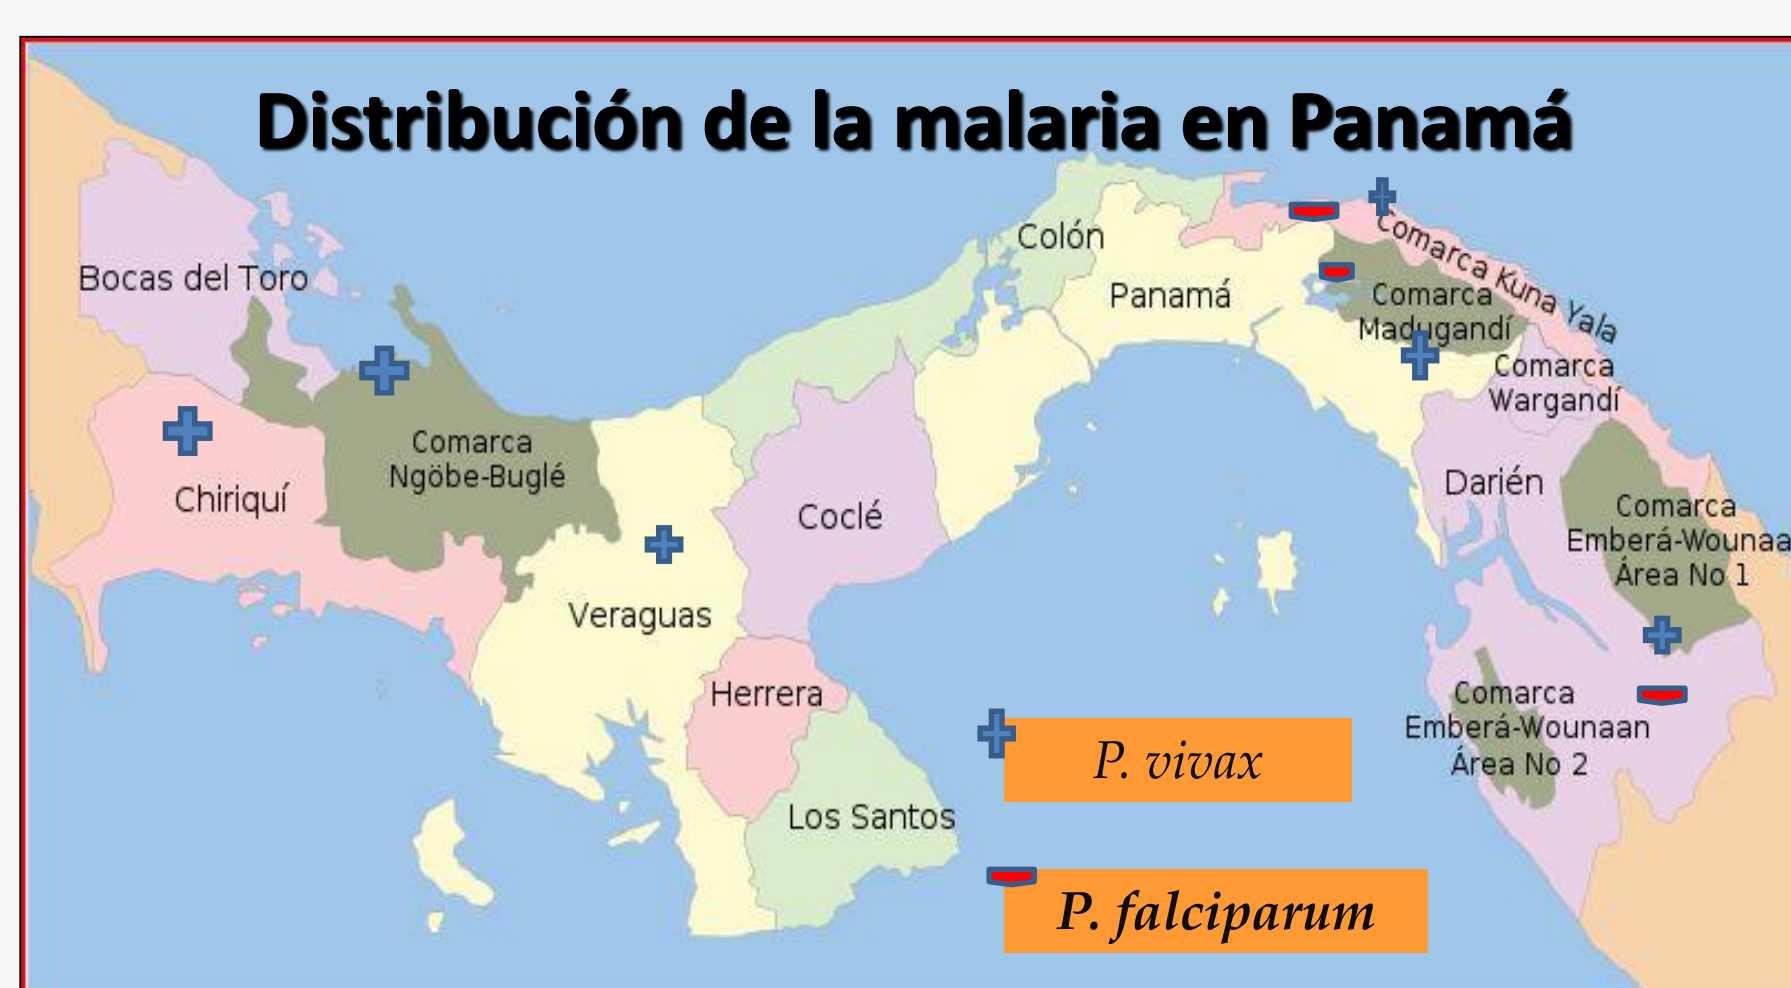 Distribución de la malaria en Panamá
Colón
Comarca Kuna Yala
Bocas del Toro
Panamá
Comarca
Madugandí
Comarca
Wargandí
Comarca
Ngöbe-Buglé
Chiriquí
Coclé
Darién
Comarca
Emberá-Wounaa
Área No 1
Veraguas
Herrera
Comarca
Emberá-Wounaan
Área No 2
P. vivax
Los Santos
P. falciparum